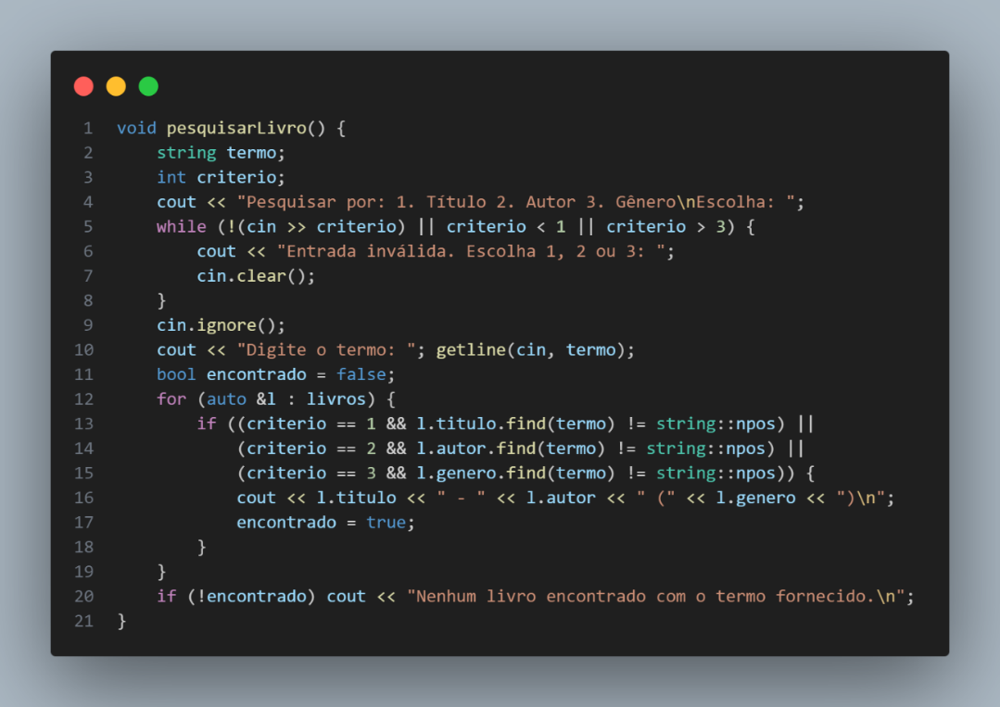 1 void pesquisarLivro() {
2     string termo;
3     int criterio;
4     cout << "Pesquisar por: 1. Título 2. Autor 3. Gênero\nEscolha: ";
5     while (!(cin >> criterio) || criterio < 1 || criterio > 3) {
6         cout << "Entrada inválida. Escolha 1, 2 ou 3: ";
7         cin.clear();
8     }
9     cin.ignore();
10     cout << "Digite o termo: "; getline(cin, termo);
11     bool encontrado = false;
12     for (auto &l : livros) {
13         if ((criterio == 1 && l.titulo.find(termo) != string::npos) ||
14             (criterio == 2 && l.autor.find(termo) != string::npos) ||
15             (criterio == 3 && l.genero.find(termo) != string::npos)) {
16             cout << l.titulo << " - " << l.autor << " (" << l.genero << ")\n";
17             encontrado = true;
18         }
19     }
20     if (!encontrado) cout << "Nenhum livro encontrado com o termo fornecido.\n";
21 }